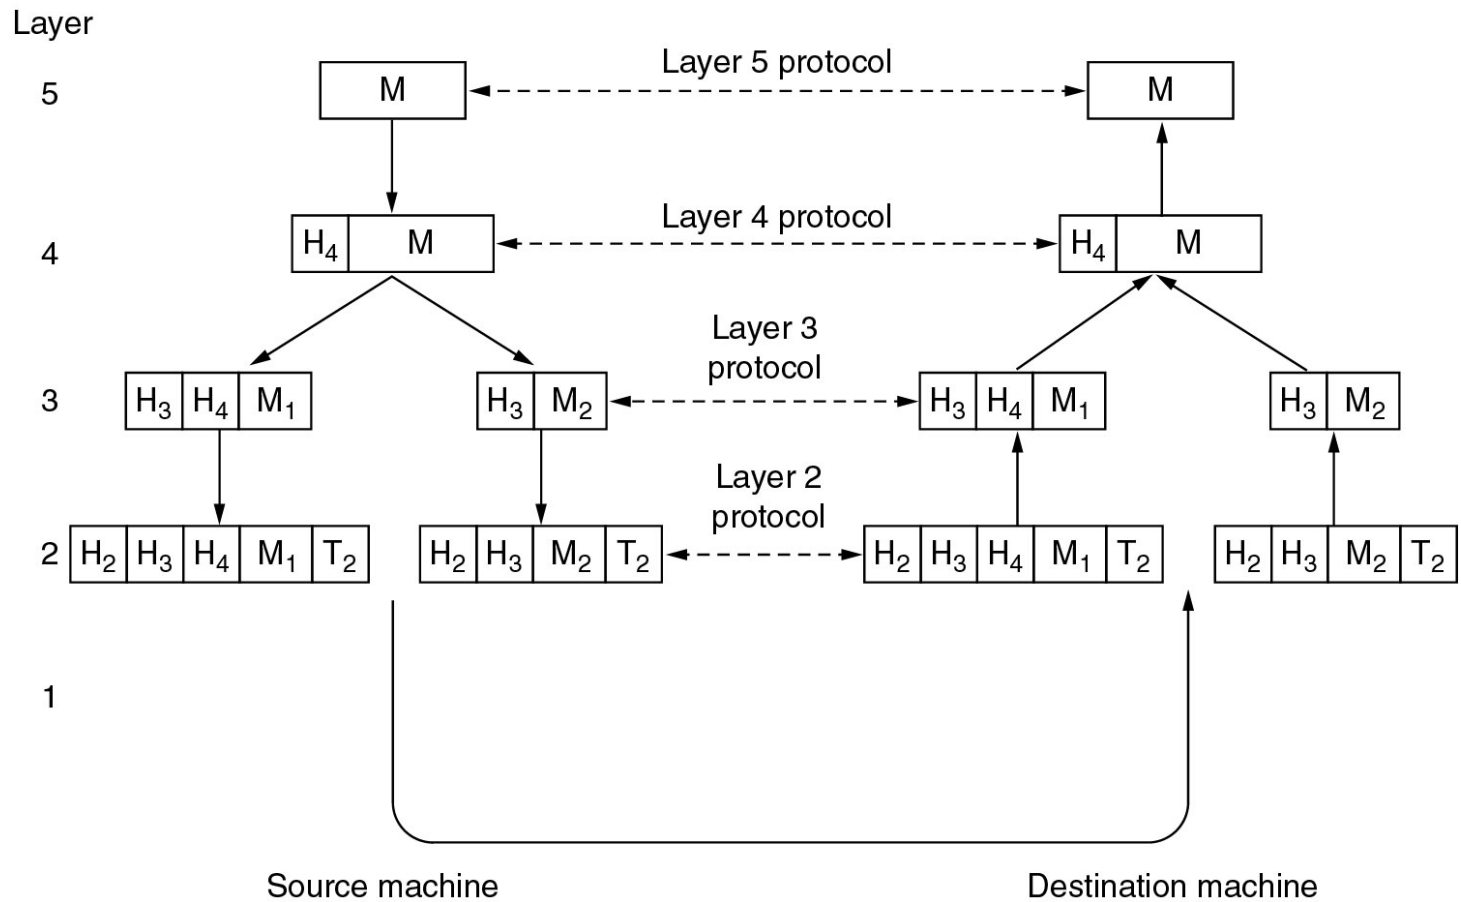 Layer
5 M Layer 5 protocol M
4 H₄ M Layer 4 protocol H₄ M
Layer 3
protocol
3 H₃ H₄ M₁ H₃ M₂ H₃ H₄ M₁ H₃ M₂
Layer 2
protocol
2 H₂ H₃ H₄ M₁ T₂ H₂ H₃ M₂ T₂ H₂ H₃ H₄ M₁ T₂ H₂ H₃ M₂ T₂
1
Source machine Destination machine